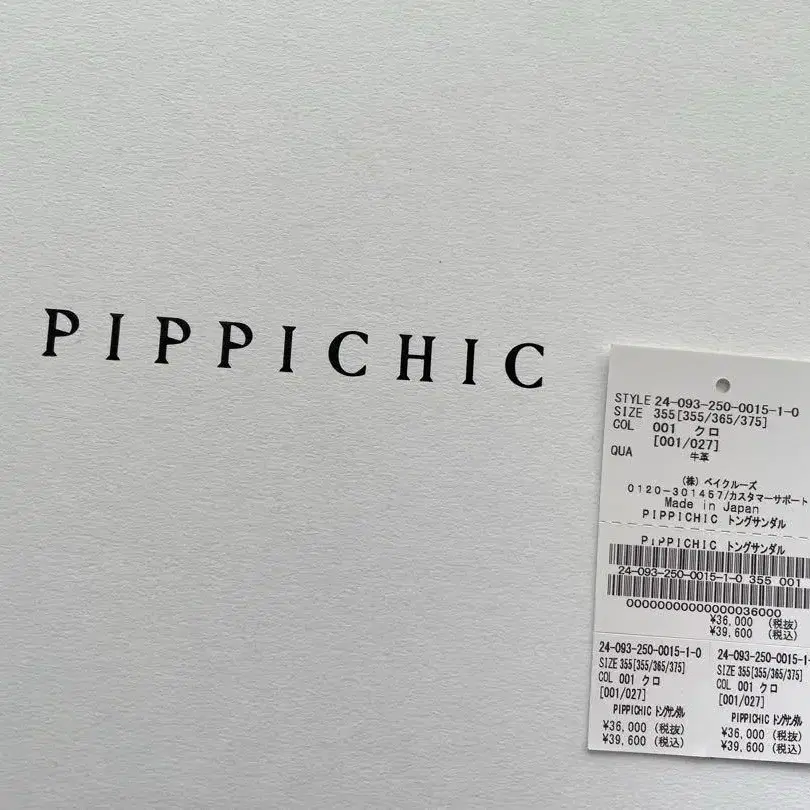 PIPPICHIC
STYLE 24-093-250-0015-1-0
SIZE 355[355/365/375]
COL 001 クロ
[001/027]
QUA 牛革
(株) ベイクルーズ
0120-301457/カスタマーサポート
Made in Japan
PIPPICHIC トングサンダル
PIPPICHIC トングサンダル
24-093-250-0015-1-0 355 001
00000000000000036000
¥36,000 (税抜)
¥39,600 (税込)
24-093-250-0015-1-0
SIZE 355[355/365/375]
COL 001 クロ
[001/027]
PIPPICHIC トングサンダル
¥36,000 (税抜)
¥39,600 (税込)
24-093-250-0015-1-
SIZE 355[355/365/375]
COL 001 クロ
[001/027]
PIPPICHIC トングサンダル
¥36,000 (税抜)
¥39,600 (税込)